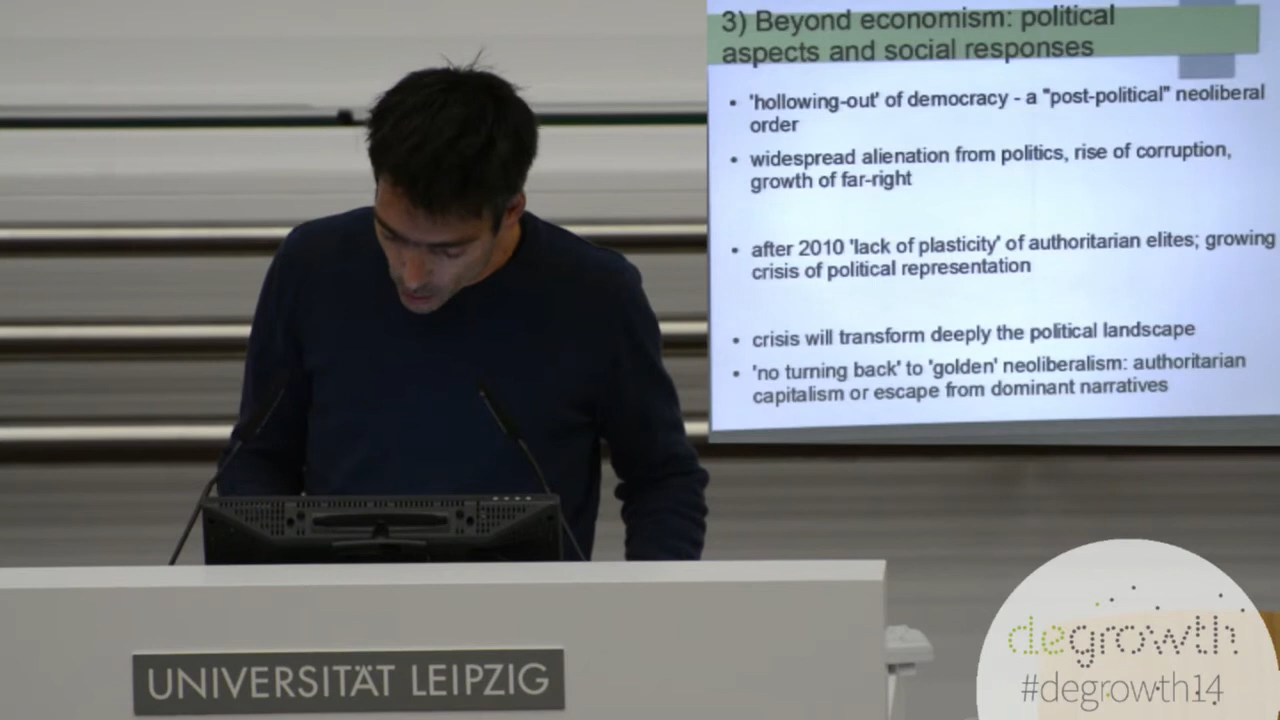 3) Beyond economism: political
aspects and social responses
• 'hollowing-out' of democracy - a "post-political" neoliberal
order
• widespread alienation from politics, rise of corruption,
growth of far-right
• after 2010 'lack of plasticity' of authoritarian elites; growing
crisis of political representation
• crisis will transform deeply the political landscape
• 'no turning back' to 'golden' neoliberalism: authoritarian
capitalism or escape from dominant narratives
UNIVERSITÄT LEIPZIG
degrowth
#degrowth14